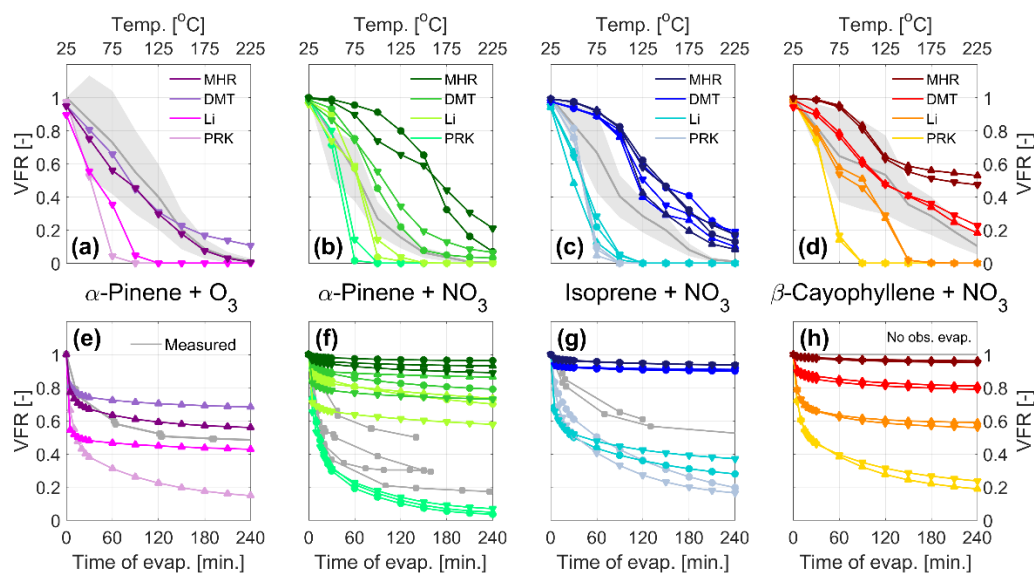 Temp. [°C] Temp. [°C] Temp. [°C] Temp. [°C]
25 75 125 175 225 25 75 125 175 225 25 75 125 175 225 25 75 125 175 225
VFR [-]
1
0.8
0.6
0.4
0.2
0
MHR
DMT
Li
PRK
(a)
MHR
DMT
Li
PRK
(b)
MHR
DMT
Li
PRK
(c)
MHR
DMT
Li
PRK
(d)
1
0.8
0.6
0.4
0.2
0
VFR [-]
α-Pinene + O3 α-Pinene + NO3 Isoprene + NO3 β-Cayophyllene + NO3
VFR [-]
1
0.8
0.6
0.4
0.2
0
(e)
Measured
(f)
(g)
(h)
No obs. evap.
1
0.8
0.6
0.4
0.2
0
VFR [-]
0 60 120 180 240 0 60 120 180 240 0 60 120 180 240 0 60 120 180 240
Time of evap. [min.] Time of evap. [min.] Time of evap. [min.] Time of evap. [min.]